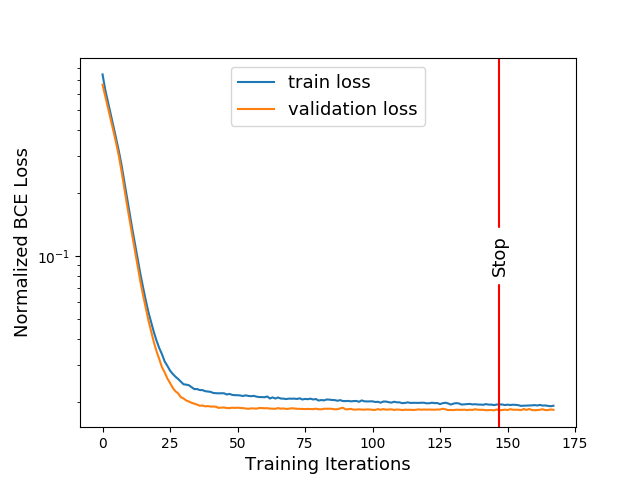 train loss
validation loss
Normalized BCE Loss
10⁻¹
Stop
0 25 50 75 100 125 150 175
Training Iterations